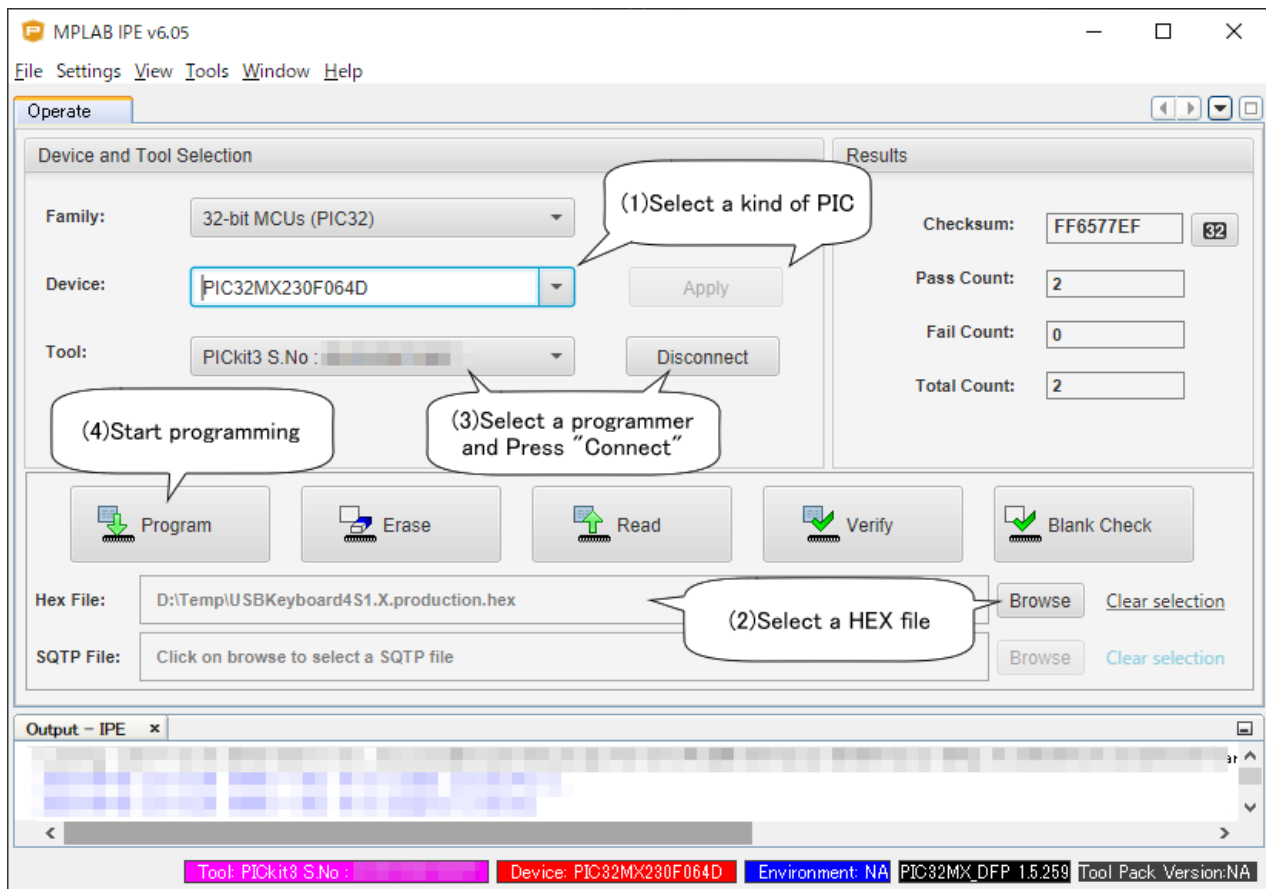 MPLAB IPE v6.05
File Settings View Tools Window Help
Operate
Device and Tool Selection
Results
(1)Select a kind of PIC
Family:
32-bit MCUs (PIC32)
Checksum:
FF6577EF
32
Device:
PIC32MX230F064D
Apply
Pass Count:
2
Fail Count:
0
Tool:
PICkit3 S.No :
Disconnect
Total Count:
2
(4)Start programming
(3)Select a programmer
and Press "Connect"
Program
Erase
Read
Verify
Blank Check
Hex File:
D:\Temp\USBKeyboard4S1.X.production.hex
(2)Select a HEX file
Browse
Clear selection
SQTP File:
Click on browse to select a SQTP file
Browse
Clear selection
Output - IPE
Tool: PICkit3 S.No :
Device: PIC32MX230F064D
Environment: NA
PIC32MX_DFP 1.5.259
Tool Pack Version:NA